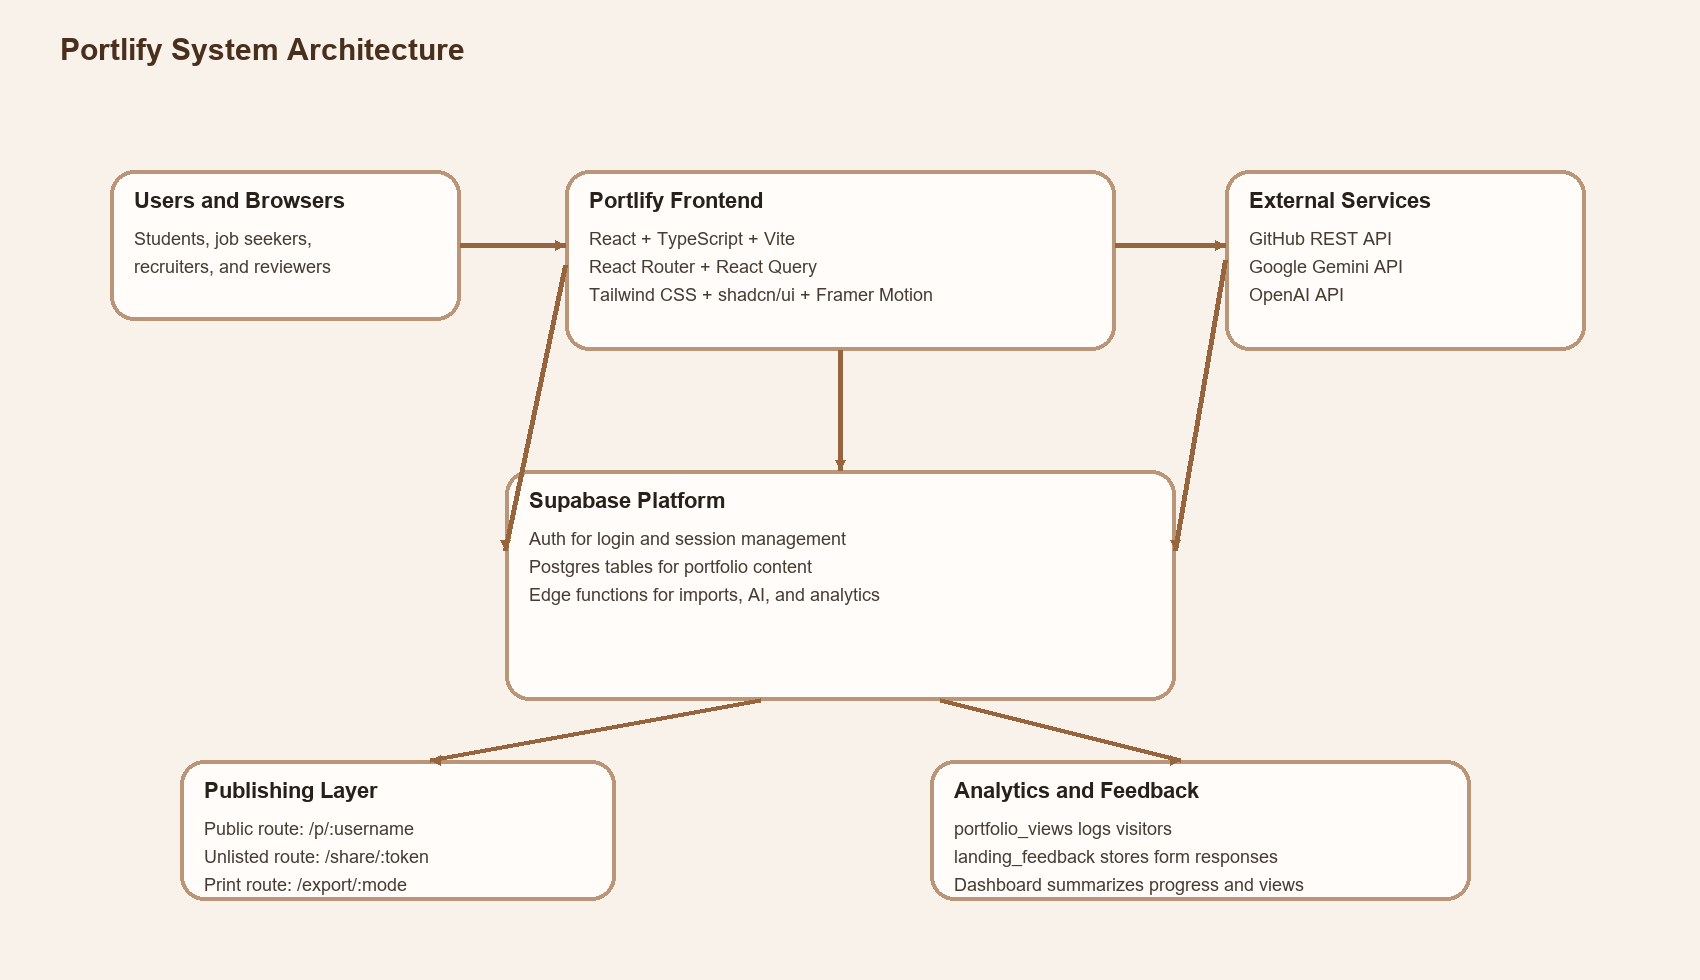 Portlify System Architecture
Users and Browsers
Students, job seekers,
recruiters, and reviewers
Portlify Frontend
React + TypeScript + Vite
React Router + React Query
Tailwind CSS + shadcn/ui + Framer Motion
External Services
GitHub REST API
Google Gemini API
OpenAI API
Supabase Platform
Auth for login and session management
Postgres tables for portfolio content
Edge functions for imports, AI, and analytics
Publishing Layer
Public route: /p/:username
Unlisted route: /share/:token
Print route: /export/:mode
Analytics and Feedback
portfolio_views logs visitors
landing_feedback stores form responses
Dashboard summarizes progress and views